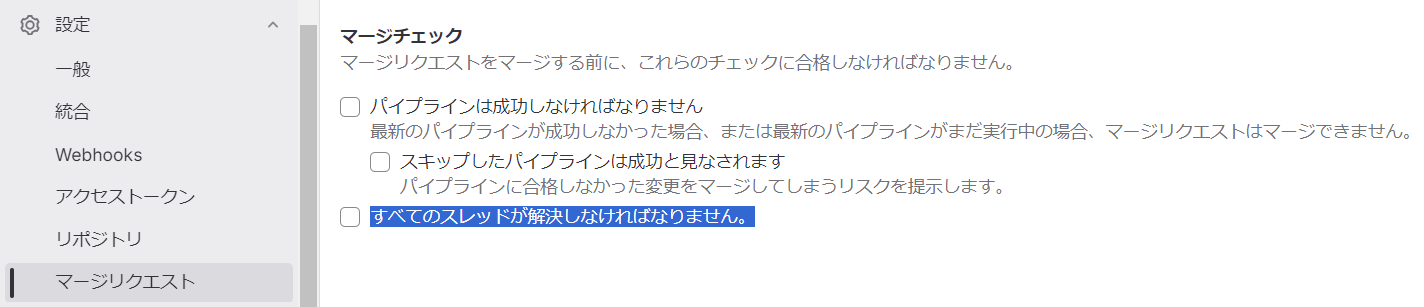 設定
一般
統合
Webhooks
アクセストークン
リポジトリ
マージリクエスト
マージチェック
マージリクエストをマージする前に、これらのチェックに合格しなければなりません。
パイプラインは成功しなければなりません
最新のパイプラインが成功しなかった場合、または最新のパイプラインがまだ実行中の場合、マージリクエストはマージできません。
スキップしたパイプラインは成功と見なされます
パイプラインに合格しなかった変更をマージしてしまうリスクを提示します。
すべてのスレッドが解決しなければなりません。